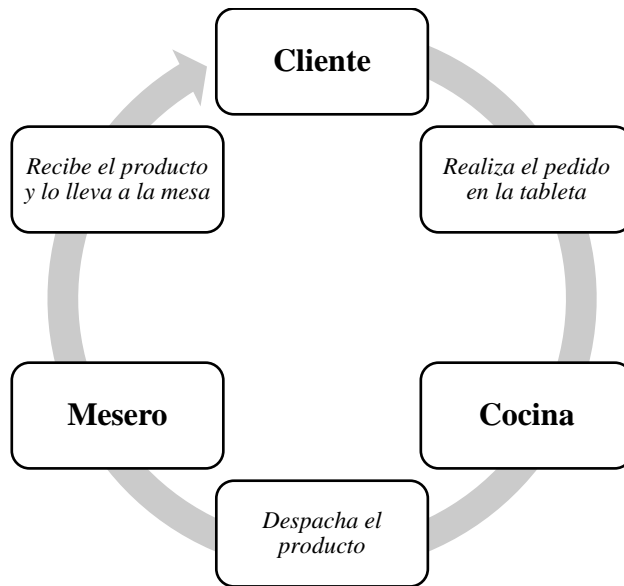 Cliente
Realiza el pedido
en la tableta
Cocina
Despacha el
producto
Mesero
Recibe el producto
y lo lleva a la mesa